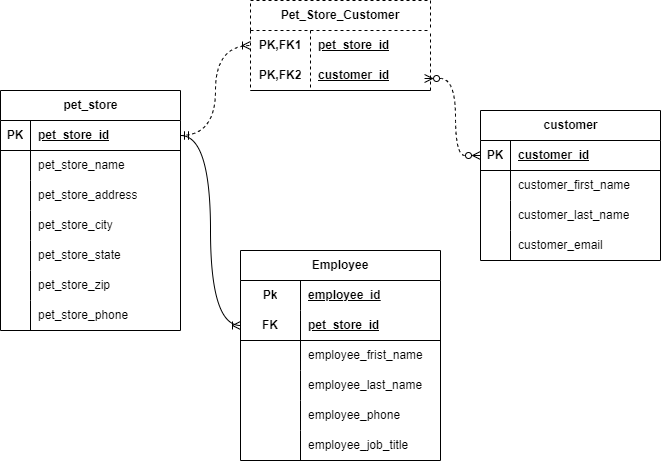 Pet_Store_Customer
PK,FK1 pet_store_id
PK,FK2 customer_id
pet_store
PK pet_store_id
pet_store_name
pet_store_address
pet_store_city
pet_store_state
pet_store_zip
pet_store_phone
customer
PK customer_id
customer_first_name
customer_last_name
customer_email
Employee
Pk employee_id
FK pet_store_id
employee_frist_name
employee_last_name
employee_phone
employee_job_title